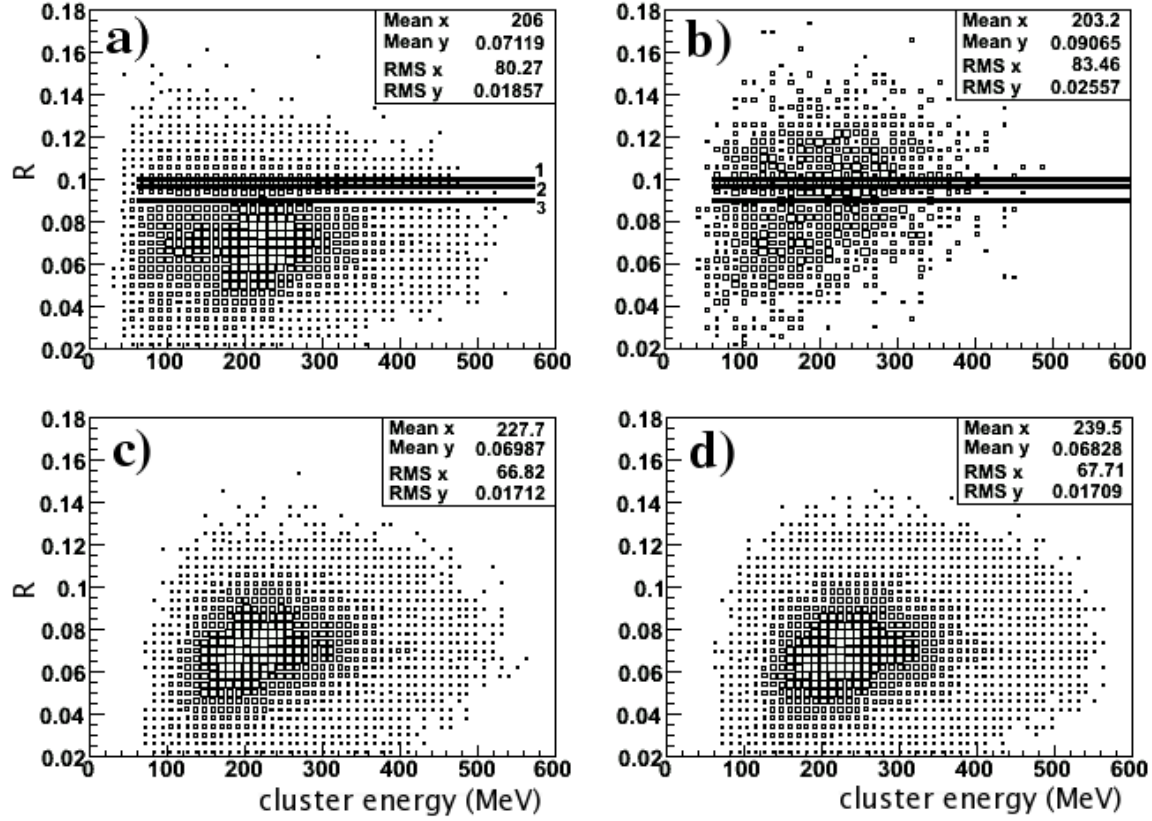 a)
Mean x 206
Mean y 0.07119
RMS x 80.27
RMS y 0.01857
R
0.18
0.16
0.14
0.12
0.1
0.08
0.06
0.04
0.02
1
2
3
0 100 200 300 400 500 600
b)
Mean x 203.2
Mean y 0.09065
RMS x 83.46
RMS y 0.02557
0.18
0.16
0.14
0.12
0.1
0.08
0.06
0.04
0.02
0 100 200 300 400 500 600
c)
Mean x 227.7
Mean y 0.06987
RMS x 66.82
RMS y 0.01712
R
0.18
0.16
0.14
0.12
0.1
0.08
0.06
0.04
0.02
0 100 200 300 400 500 600
cluster energy (MeV)
d)
Mean x 239.5
Mean y 0.06828
RMS x 67.71
RMS y 0.01709
0.18
0.16
0.14
0.12
0.1
0.08
0.06
0.04
0.02
0 100 200 300 400 500 600
cluster energy (MeV)